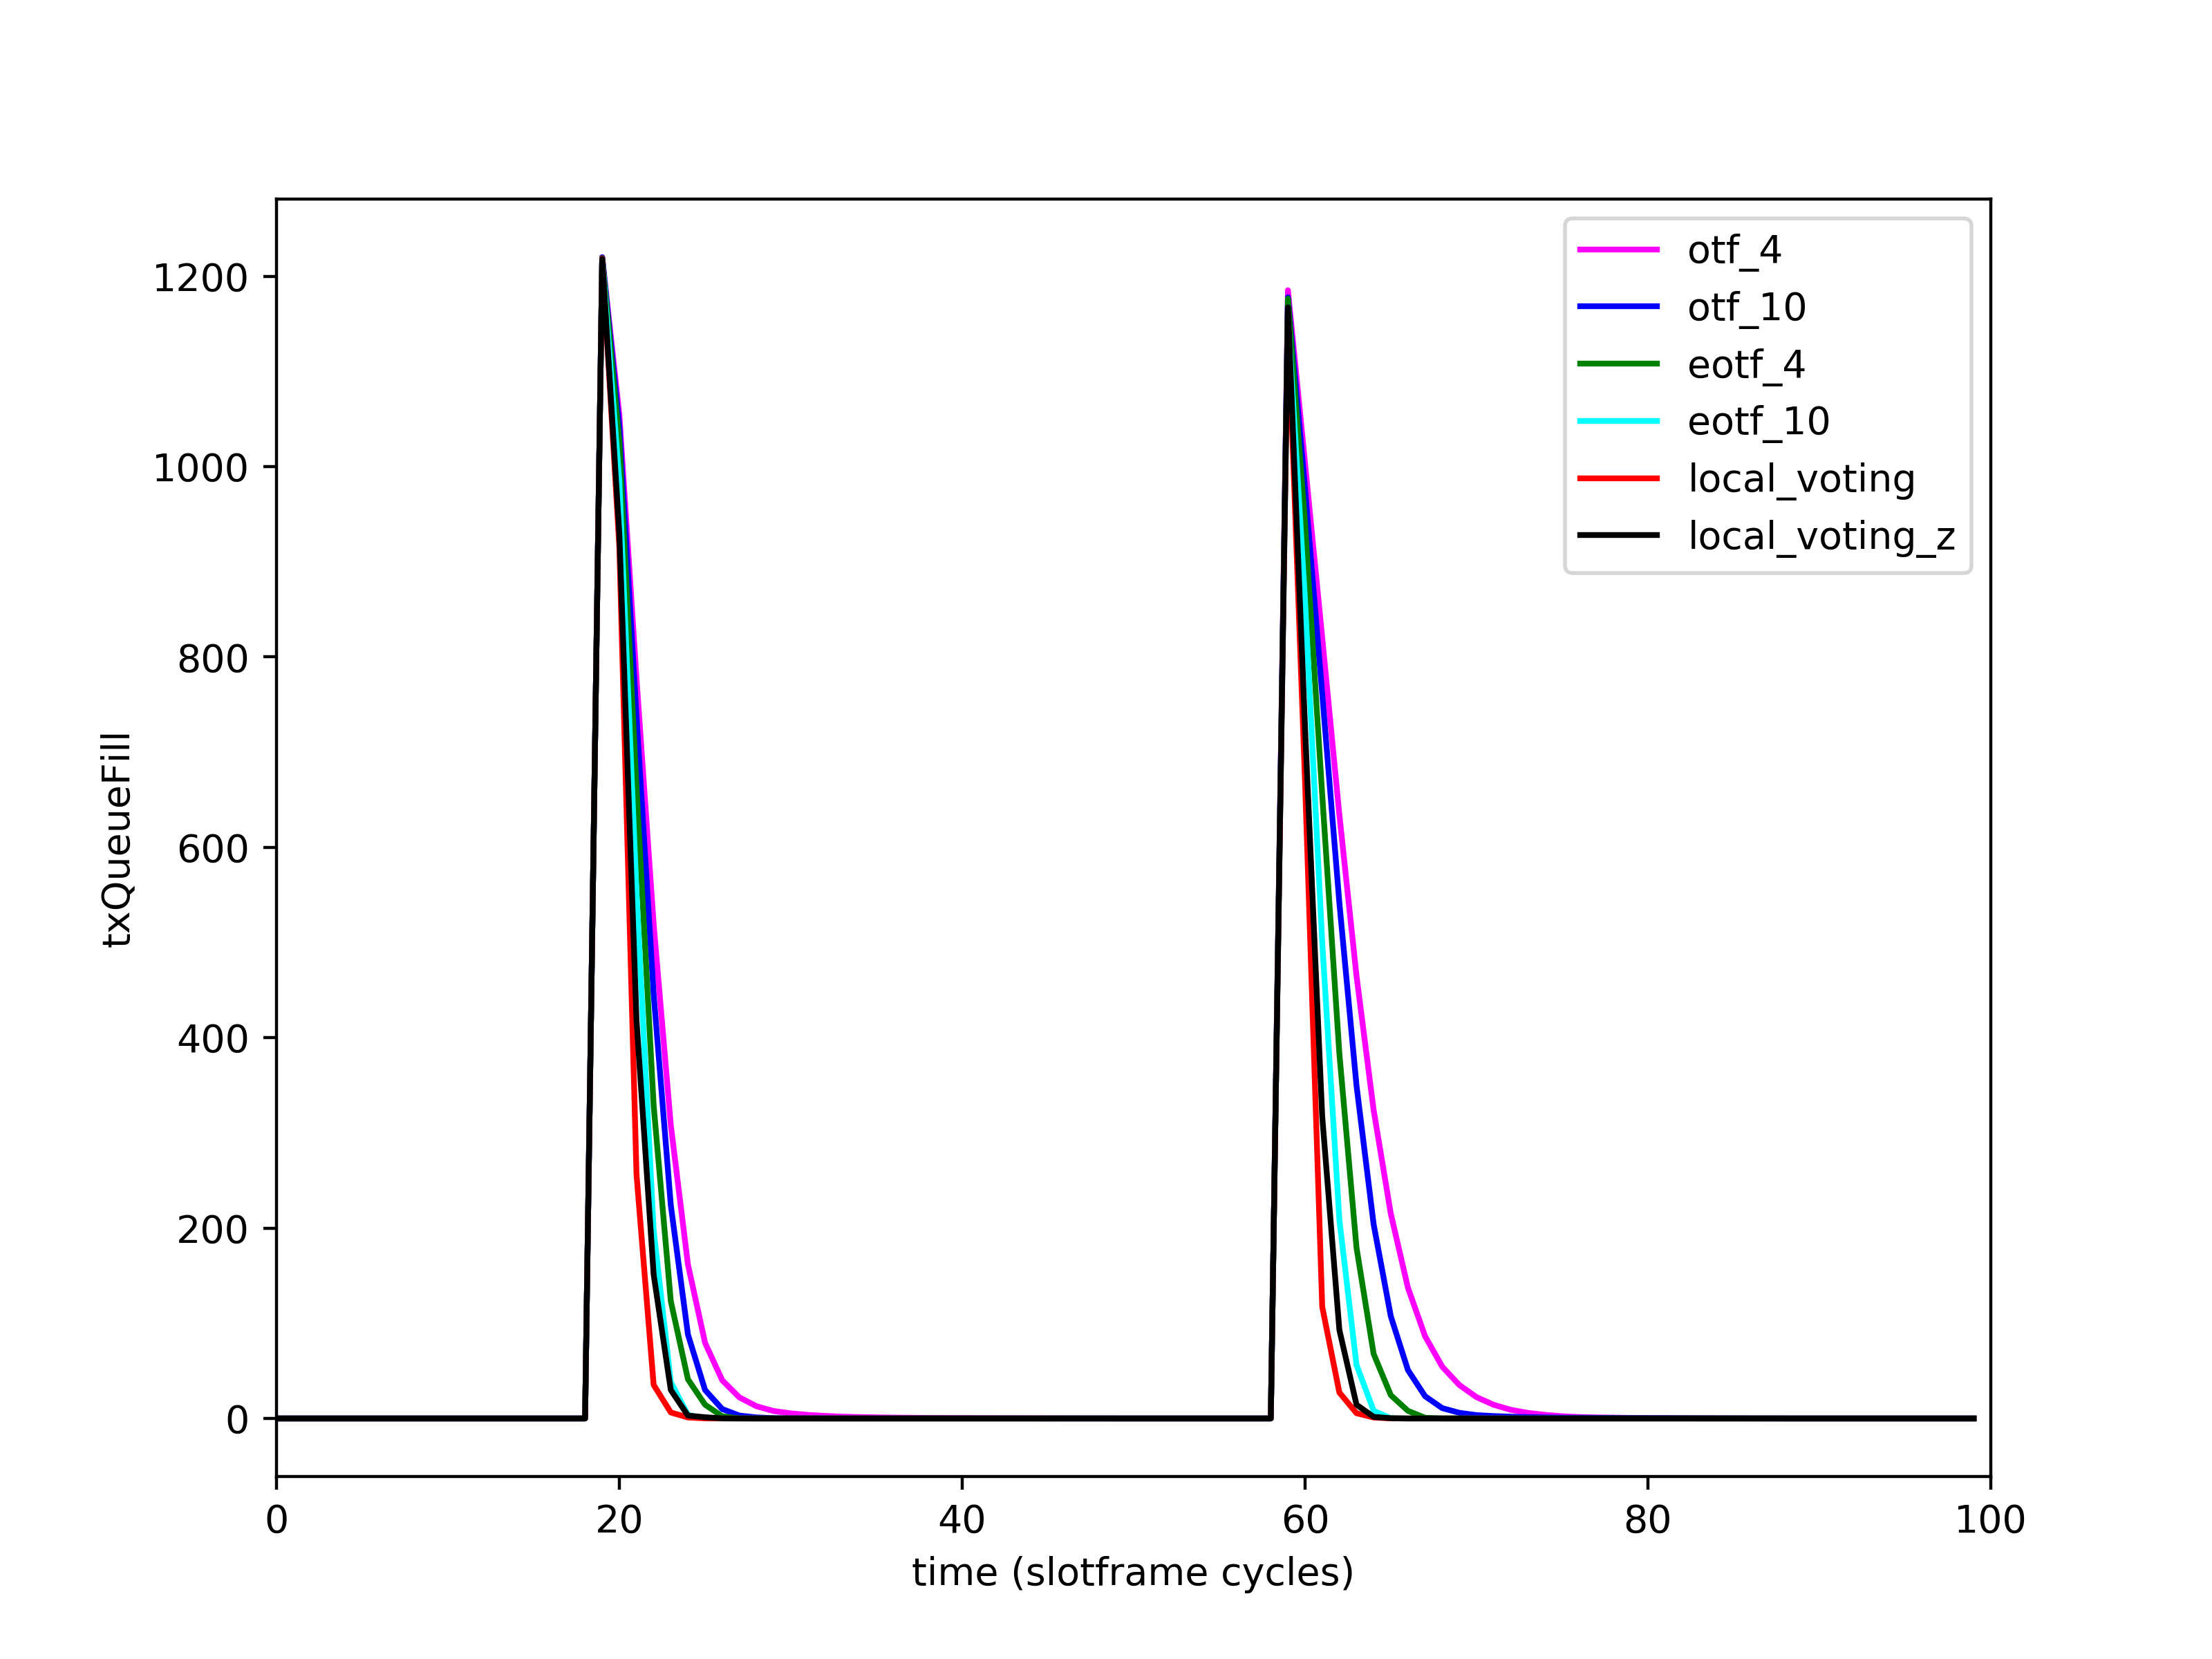 otf_4
otf_10
eotf_4
eotf_10
local_voting
local_voting_z
1200
1000
800
600
400
200
0
txQueueFill
0 20 40 60 80 100
time (slotframe cycles)